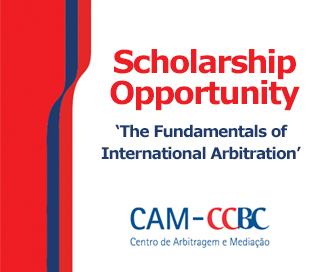 Scholarship
Opportunity
‘The Fundamentals of
International Arbitration’
CAM–CCBC
Centro de Arbitragem e Mediação